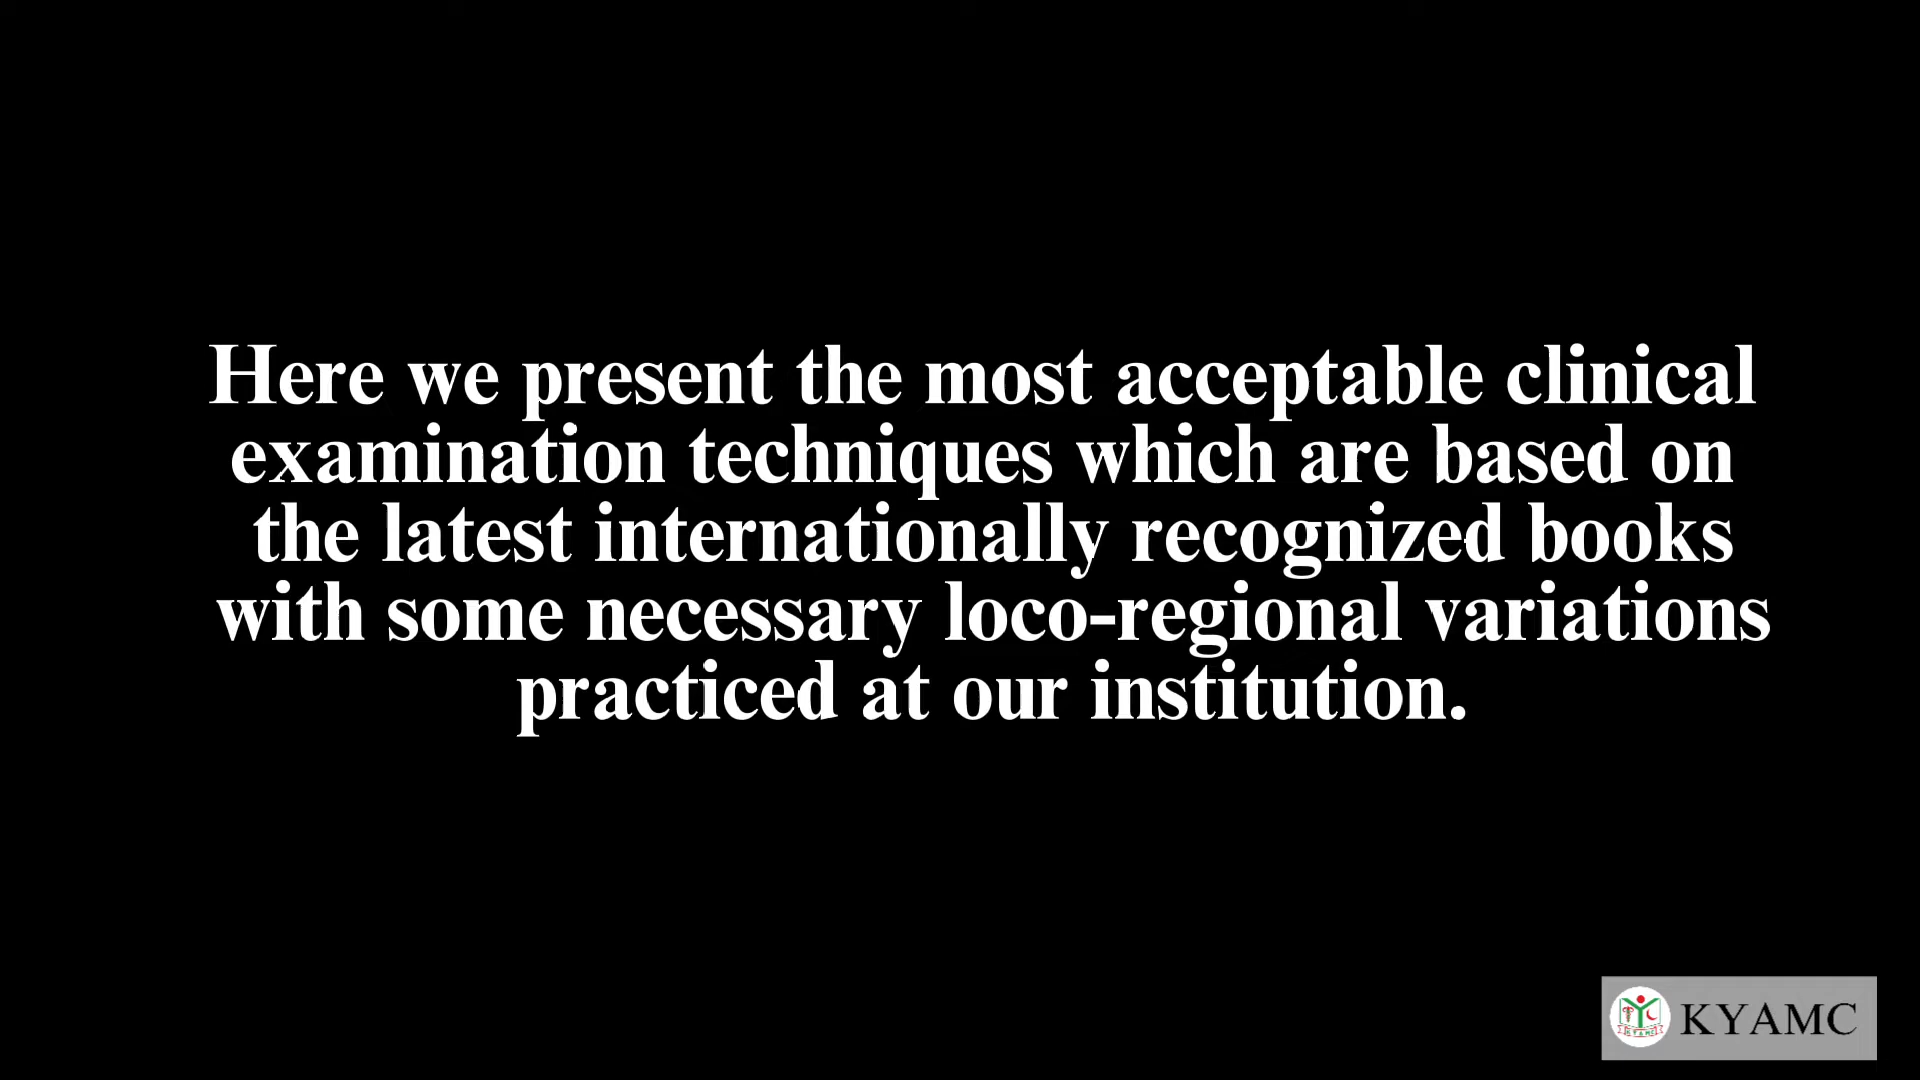 Here we present the most acceptable clinical
examination techniques which are based on
the latest internationally recognized books
with some necessary loco-regional variations
practiced at our institution.
KYAMC